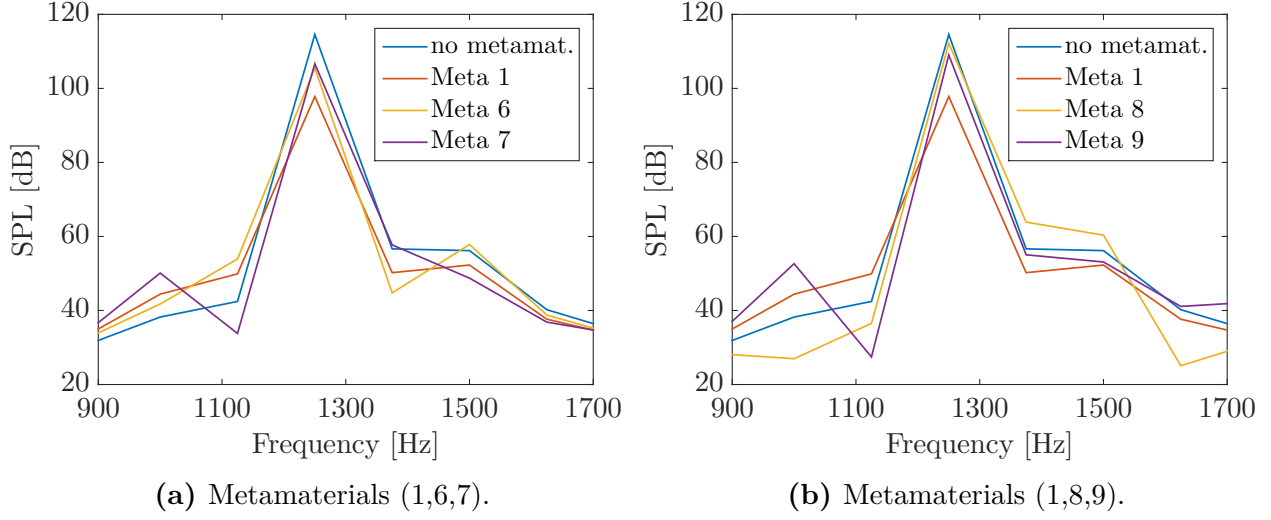 120
100
80
60
40
20
SPL [dB]
900
1100
1300
1500
1700
Frequency [Hz]
no metamat.
Meta 1
Meta 6
Meta 7
(a) Metamaterials (1,6,7).
120
100
80
60
40
20
SPL [dB]
900
1100
1300
1500
1700
Frequency [Hz]
no metamat.
Meta 1
Meta 8
Meta 9
(b) Metamaterials (1,8,9).